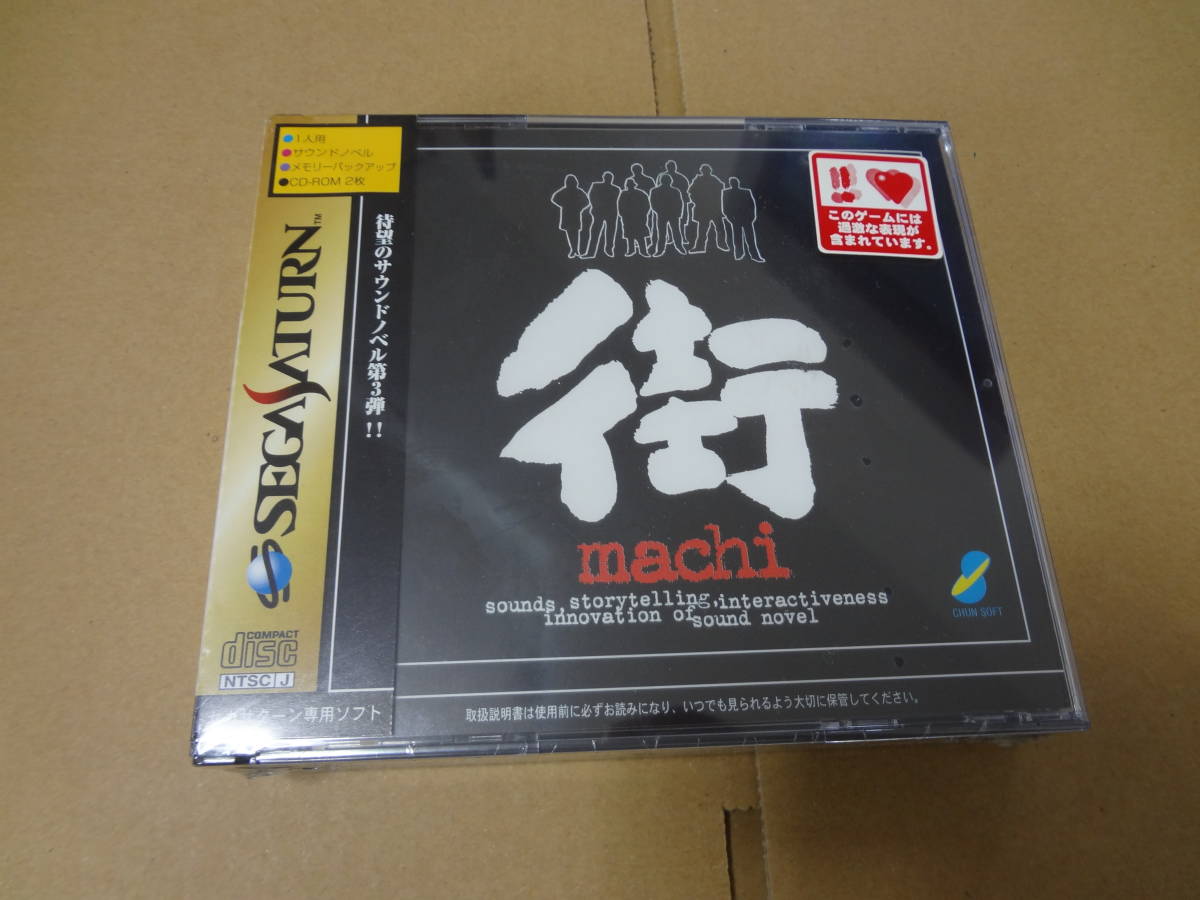 ●1人用
●サウンドノベル
●メモリーバックアップ
●CD-ROM 2枚
SEGA SATURN™
待望のサウンドノベル第3弾!!
COMPACT
disc
NTSC J
サターン専用ソフト
このゲームには
過激な表現が
含まれています。
街
machi
sounds,storytelling,interactiveness
innovation of sound novel
CHUN SOFT
取扱説明書は使用前に必ずお読みになり、いつでも見られるよう大切に保管してください。